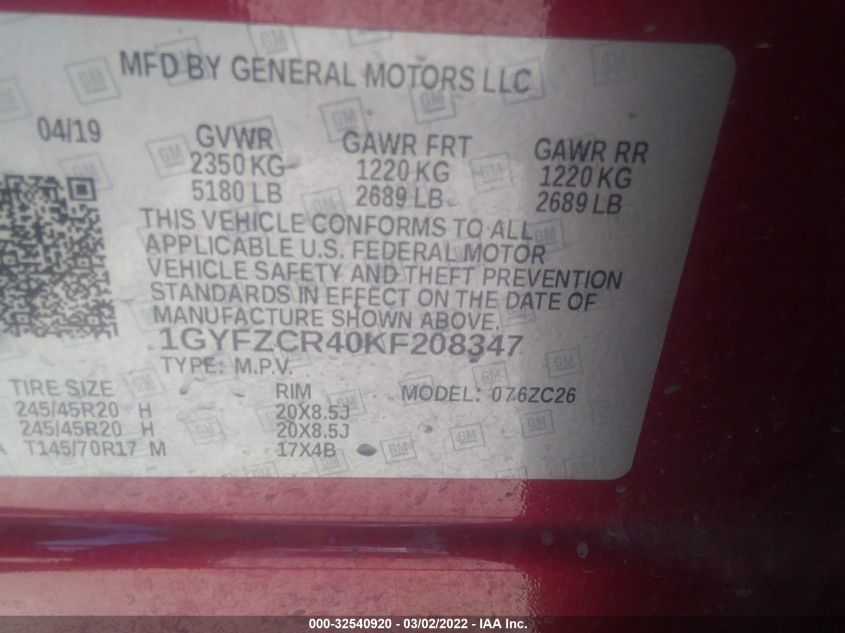 MFD BY GENERAL MOTORS LLC
04/19 GVWR GAWR FRT GAWR RR
2350 KG 1220 KG 1220 KG
5180 LB 2689 LB 2689 LB
THIS VEHICLE CONFORMS TO ALL
APPLICABLE U.S. FEDERAL MOTOR
VEHICLE SAFETY AND THEFT PREVENTION
STANDARDS IN EFFECT ON THE DATE OF
MANUFACTURE SHOWN ABOVE.
1GYFZCR40KF208347
TYPE: M.P.V.
TIRE SIZE RIM MODEL: 076ZC26
245/45R20 H 20X8.5J
245/45R20 H 20X8.5J
T145/70R17 M 17X4B
000-32540920 - 03/02/2022 - IAA Inc.